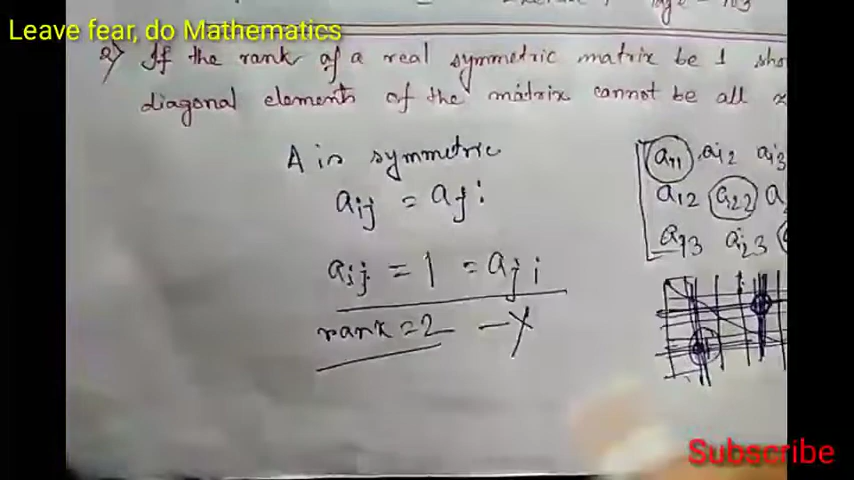 Leave fear, do Mathematics
2) If the rank of a real symmetric matrix be 1
diagonal elements of the matrix cannot be all
A is symmetric
aij = aji
aij = 1 = aji
rank = 2
a11 a12 a13
a12 a22 a
a13 a23
Subscribe